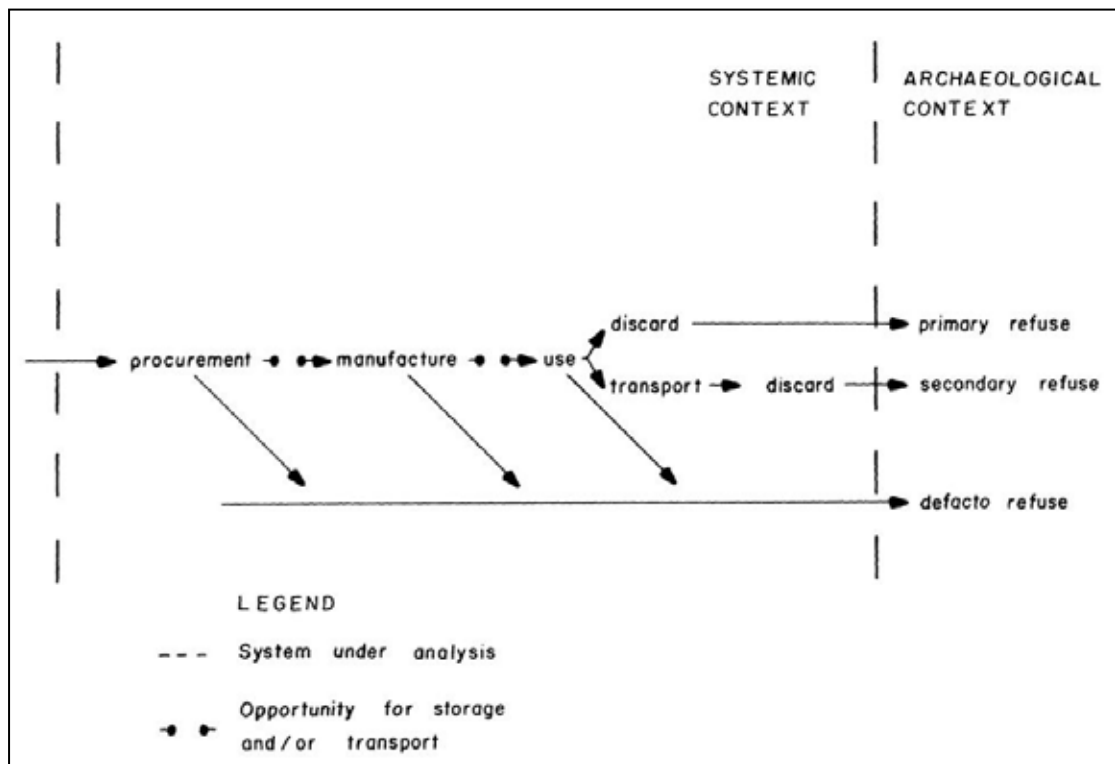 SYSTEMIC
CONTEXT
ARCHAEOLOGICAL
CONTEXT
discard
primary refuse
procurement
manufacture
use
transport
discard
secondary refuse
defacto refuse
LEGEND
System under analysis
Opportunity for storage
and/or transport